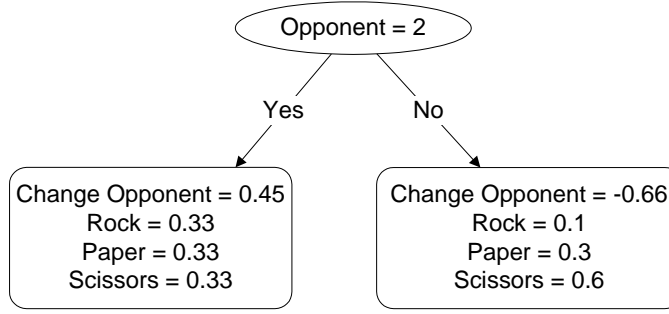 Opponent = 2
Yes
No
Change Opponent = 0.45
Rock = 0.33
Paper = 0.33
Scissors = 0.33
Change Opponent = -0.66
Rock = 0.1
Paper = 0.3
Scissors = 0.6